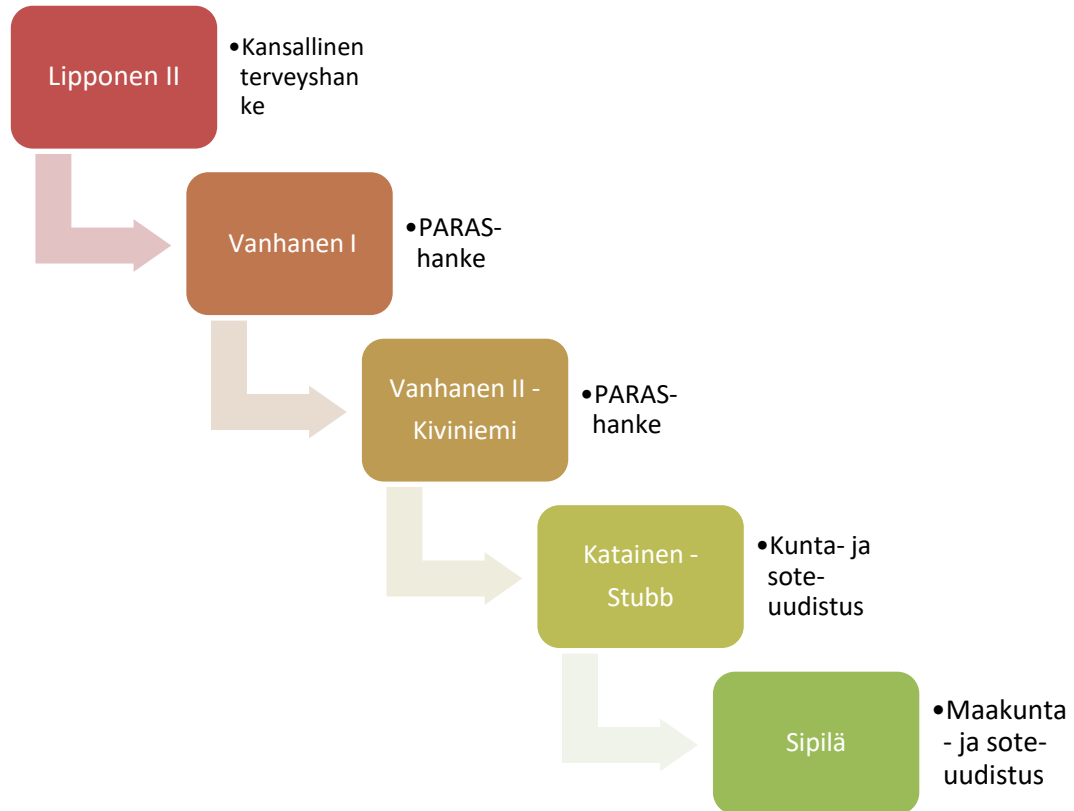 Lipponen II
•Kansallinen
terveyshan
ke
Vanhanen I
•PARAS-
hanke
Vanhanen II -
Kiviniemi
•PARAS-
hanke
Katainen -
Stubb
•Kunta- ja
sote-
uudistus
Sipilä
•Maakunta
- ja sote-
uudistus